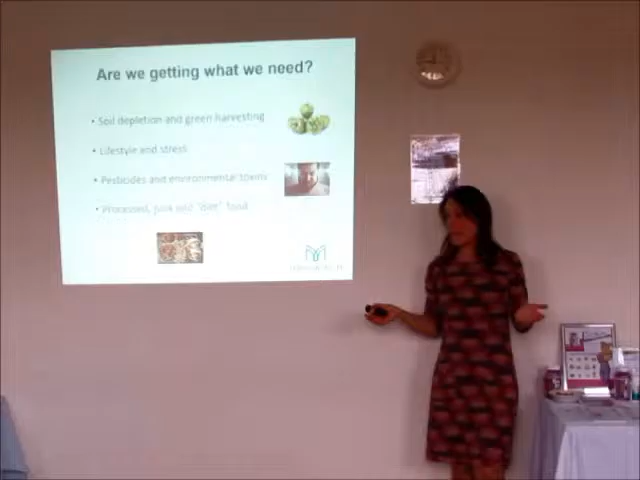 Are we getting what we need?
• Soil depletion and green harvesting
• Lifestyle and stress
• Pesticides and environmental toxins
• Processed, junk and "diet" food